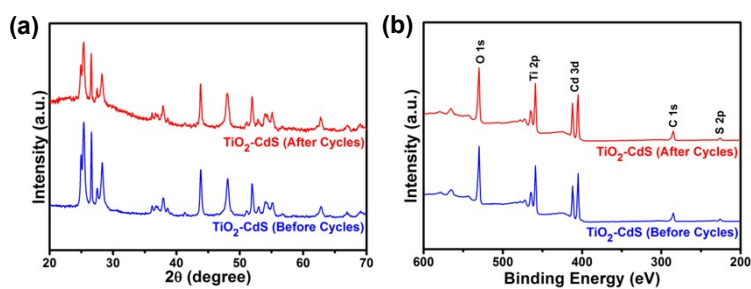 (a)
Intensity (a.u.)
TiO2-CdS (After Cycles)
TiO2-CdS (Before Cycles)
20 30 40 50 60 70
2θ (degree)
(b)
Intensity (a.u.)
O 1s
Ti 2p
Cd 3d
C 1s
S 2p
TiO2-CdS (After Cycles)
TiO2-CdS (Before Cycles)
600 500 400 300 200
Binding Energy (eV)